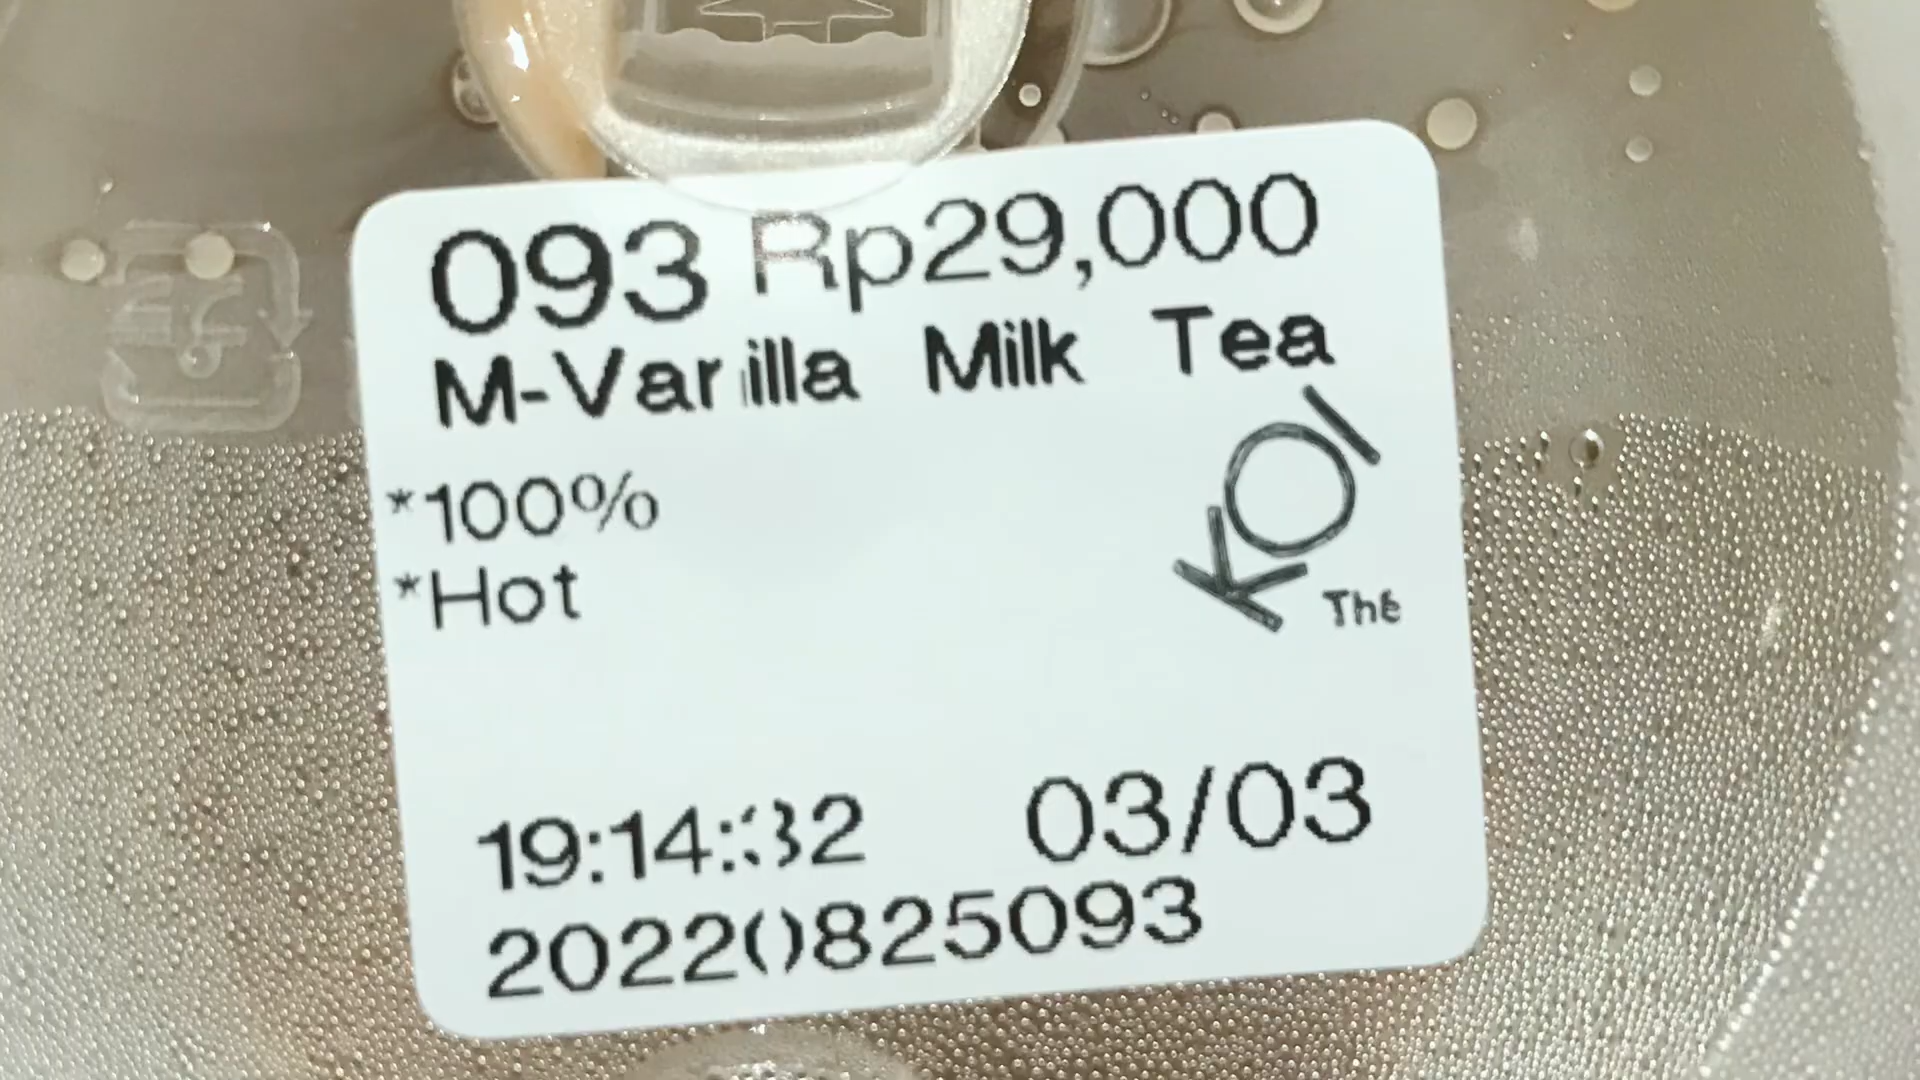 093 Rp29,000
M-Varilla Milk Tea
*100%
*Hot
KOI
Thé
19:14:32 03/03
20220825093